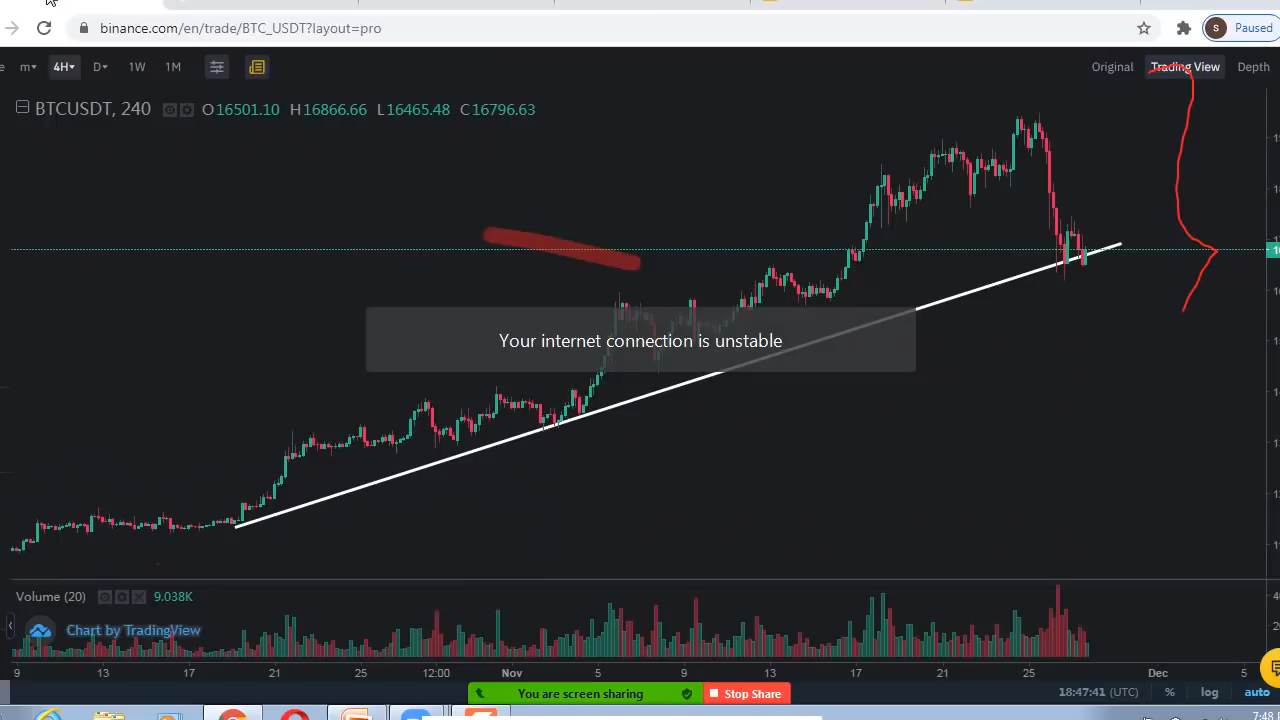 binance.com/en/trade/BTC_USDT?layout=pro
S Paused
m 4H D 1W 1M
Original Trading View Depth
BTCUSDT, 240 O16501.10 H16866.66 L16465.48 C16796.63
Your internet connection is unstable
Volume (20) 9.038K
Chart by TradingView
9 13 17 21 25 12:00 Nov 5 9 13 17 21 25 Dec 5
You are screen sharing Stop Share
18:47:41 (UTC) % log auto